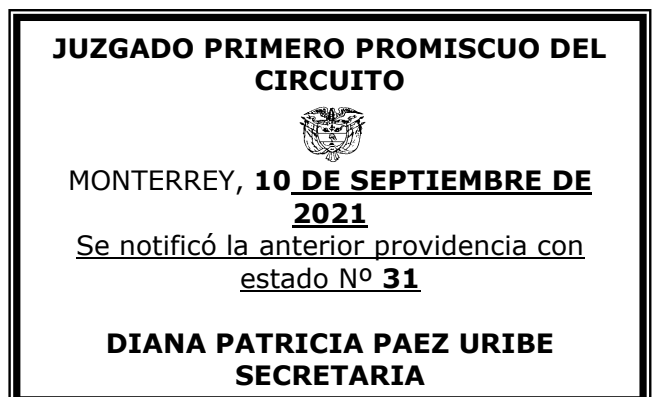 JUZGADO PRIMERO PROMISCUO DEL
CIRCUITO
MONTERREY, 10 DE SEPTIEMBRE DE
2021
Se notificó la anterior providencia con
estado Nº 31
DIANA PATRICIA PAEZ URIBE
SECRETARIA